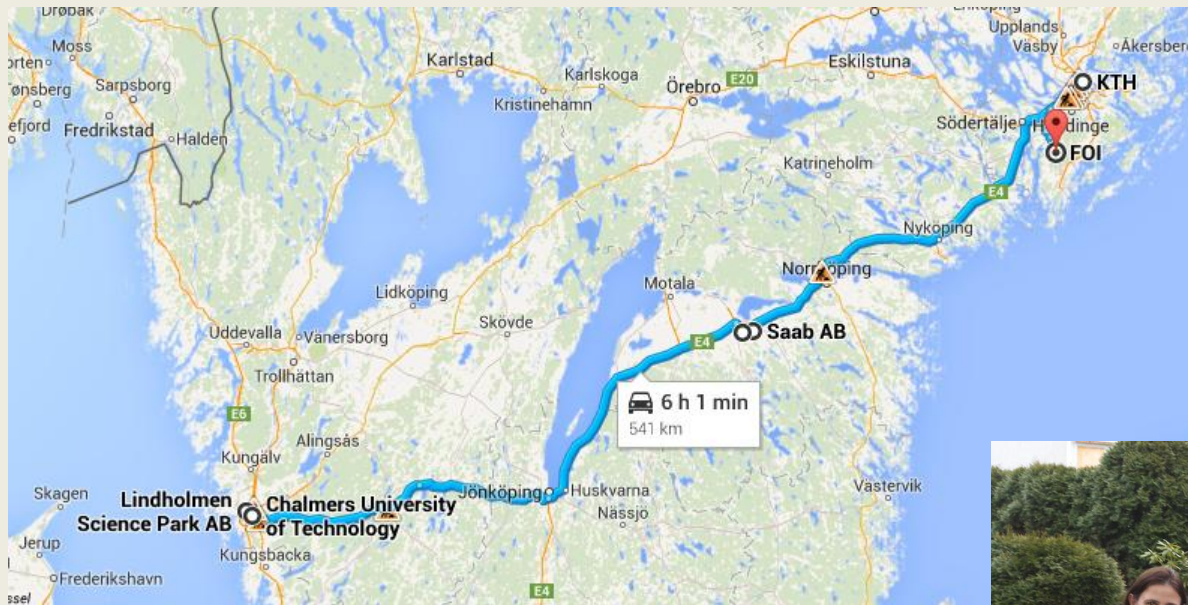 Drøbak
Moss
Sarpsborg
Fredrikstad
Halden
Karlstad
Karlskoga
Kristinehamn
Örebro
E20
Eskilstuna
Upplands
Väsby
Åkersberg
KTH
Södertälje
FOI
Katrineholm
E4
Nyköping
Norrköping
Motala
Lidköping
Skövde
Uddevalla
Vänersborg
Trollhättan
E4
Saab AB
6 h 1 min
541 km
E6
Alingsås
Kungälv
Skagen
Lindholmen
Science Park AB
Chalmers University
of Technology
Jönköping
Huskvarna
Nässjö
Västervik
Jerup
Kungsbacka
Frederikshavn
E4